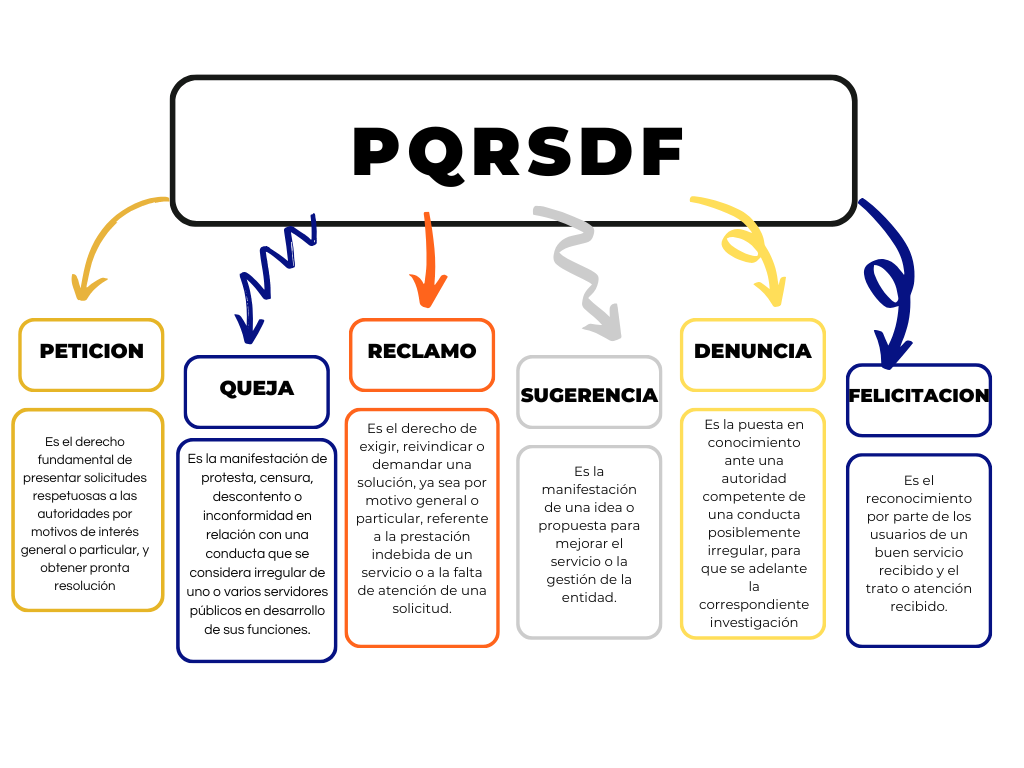 PQRSDF
PETICION
Es el derecho
fundamental de
presentar solicitudes
respetuosas a las
autoridades por
motivos de interés
general o particular, y
obtener pronta
resolución
QUEJA
Es la manifestación de
protesta, censura,
descontento o
inconformidad en
relación con una
conducta que se
considera irregular de
uno o varios servidores
públicos en desarrollo
de sus funciones.
RECLAMO
Es el derecho de
exigir, reivindicar o
demandar una
solución, ya sea por
motivo general o
particular, referente
a la prestación
indebida de un
servicio o a la falta
de atención de una
solicitud.
SUGERENCIA
Es la
manifestación
de una idea o
propuesta para
mejorar el
servicio o la
gestión de la
entidad.
DENUNCIA
Es la puesta en
conocimiento
ante una
autoridad
competente de
una conducta
posiblemente
irregular, para
que se adelante
la
correspondiente
investigación
FELICITACION
Es el
reconocimiento
por parte de los
usuarios de un
buen servicio
recibido y el
trato o atención
recibido.